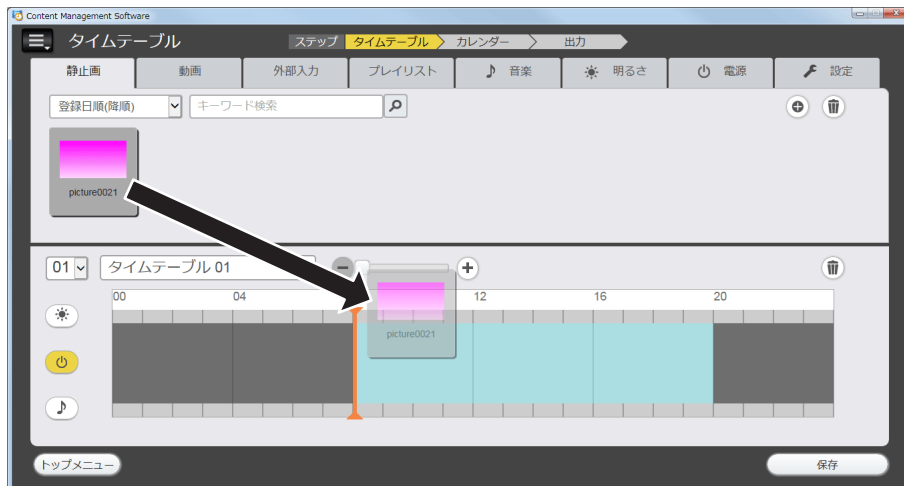 Content Management Software
タイムテーブル ステップ タイムテーブル カレンダー 出力
静止画 動画 外部入力 プレイリスト 音楽 明るさ 電源 設定
登録日順(降順) キーワード検索
picture0021
01 タイムテーブル 01
00 04 12 16 20
picture0021
トップメニュー 保存